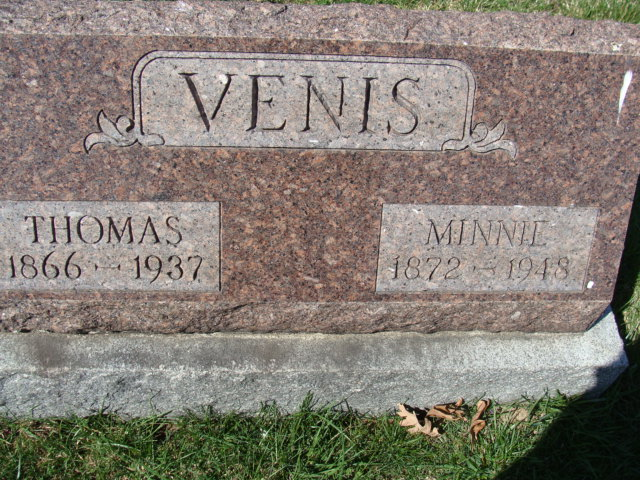 VENIS
THOMAS
1866 — 1937
MINNIE
1872 — 1948